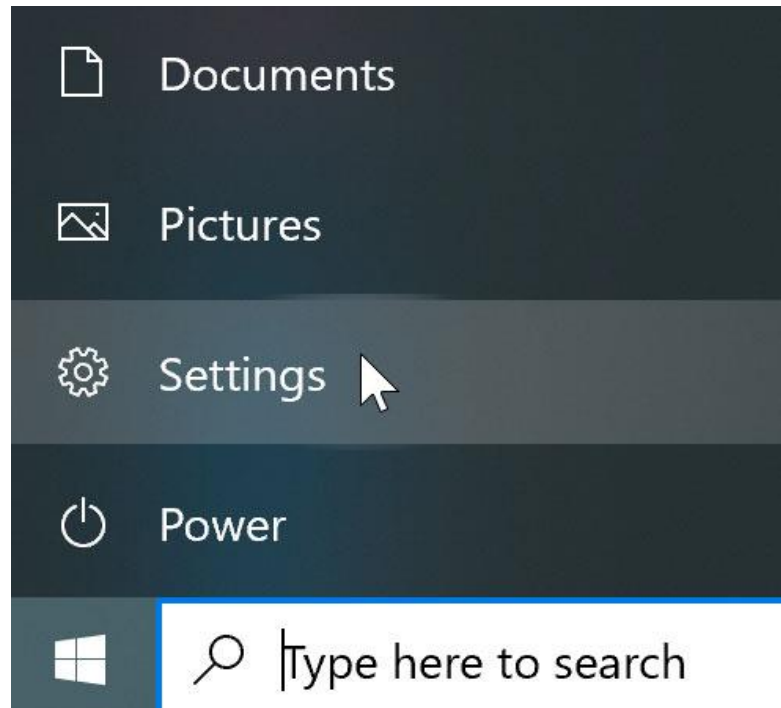 Documents
Pictures
Settings
Power
Type here to search